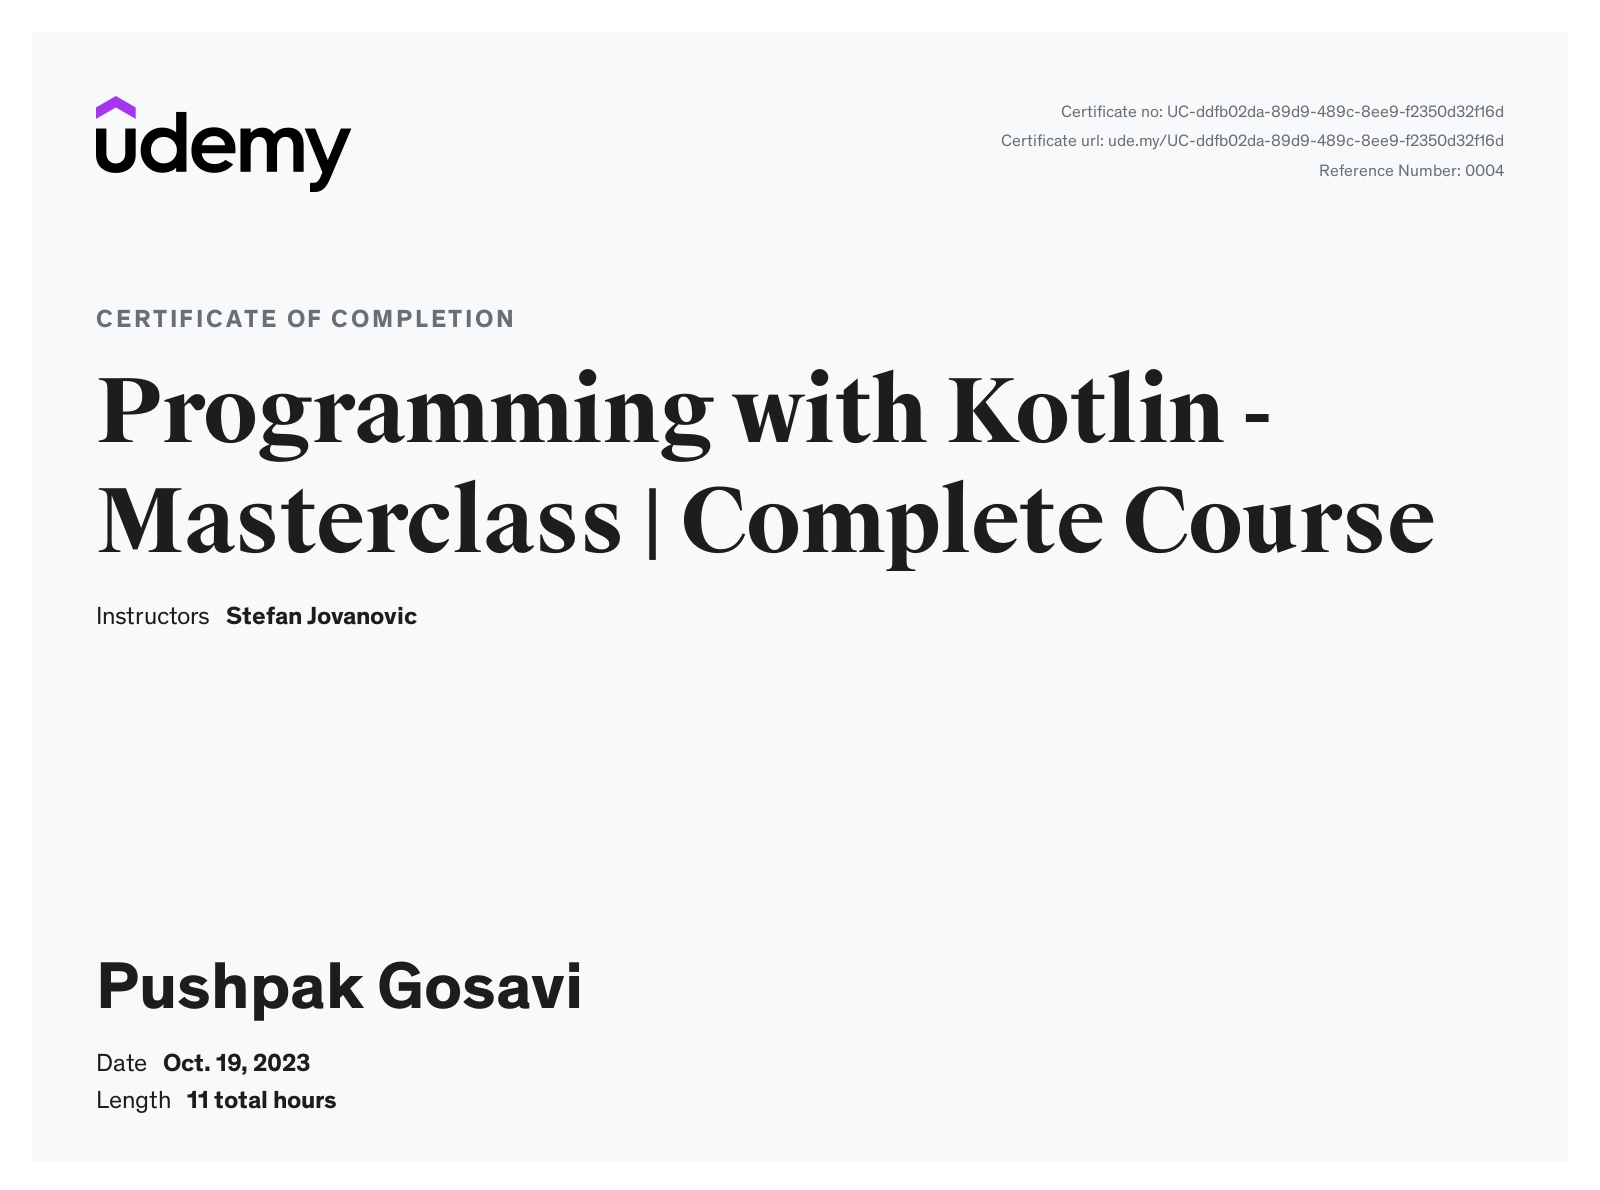 udemy
Certificate no: UC-ddfb02da-89d9-489c-8ee9-f2350d32f16d
Certificate url: ude.my/UC-ddfb02da-89d9-489c-8ee9-f2350d32f16d
Reference Number: 0004
CERTIFICATE OF COMPLETION
Programming with Kotlin -
Masterclass | Complete Course
Instructors Stefan Jovanovic
Pushpak Gosavi
Date Oct. 19, 2023
Length 11 total hours